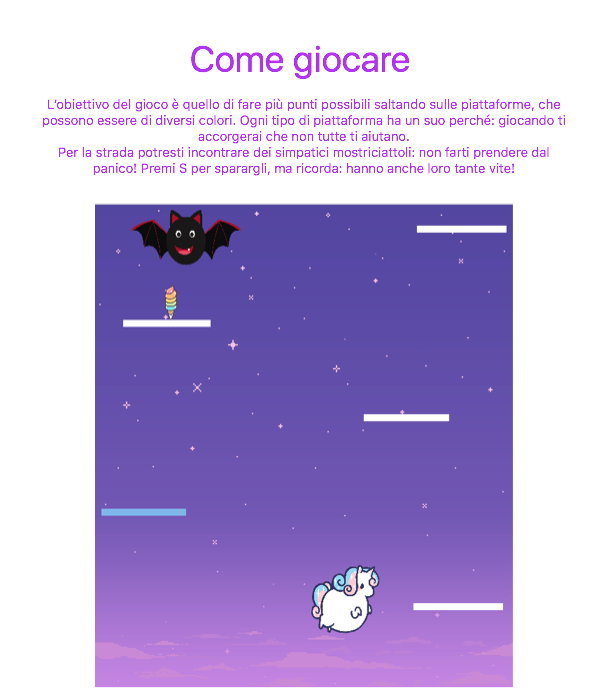 Come giocare
L'obiettivo del gioco è quello di fare più punti possibili saltando sulle piattaforme, che
possono essere di diversi colori. Ogni tipo di piattaforma ha un suo perché: giocando ti
accorgerai che non tutte ti aiutano.
Per la strada potresti incontrare dei simpatici mostriciattoli: non farti prendere dal
panico! Premi S per sparargli, ma ricorda: hanno anche loro tante vite!